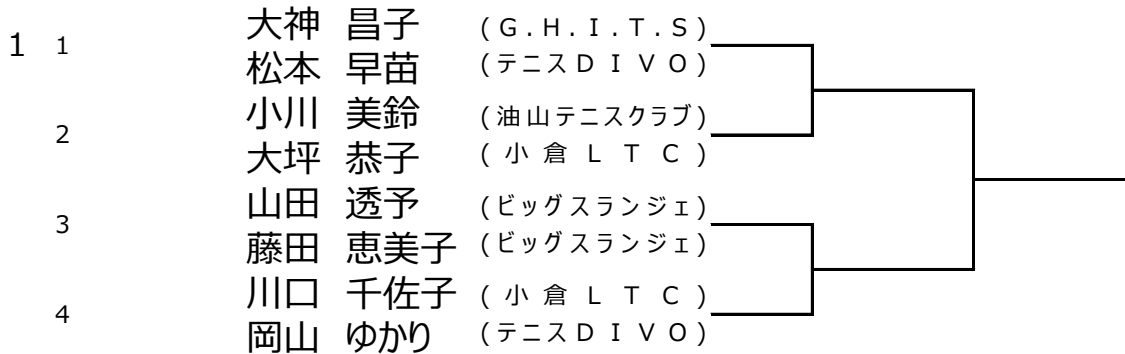 1 1 大神 昌子 (G.H.I.T.S)
松本 早苗 (テニスDIVO)
2 小川 美鈴 (油山テニスクラブ)
大坪 恭子 (小倉LTC)
3 山田 透予 (ビッグスランジェ)
藤田 恵美子 (ビッグスランジェ)
4 川口 千佐子 (小倉LTC)
岡山 ゆかり (テニスDIVO)